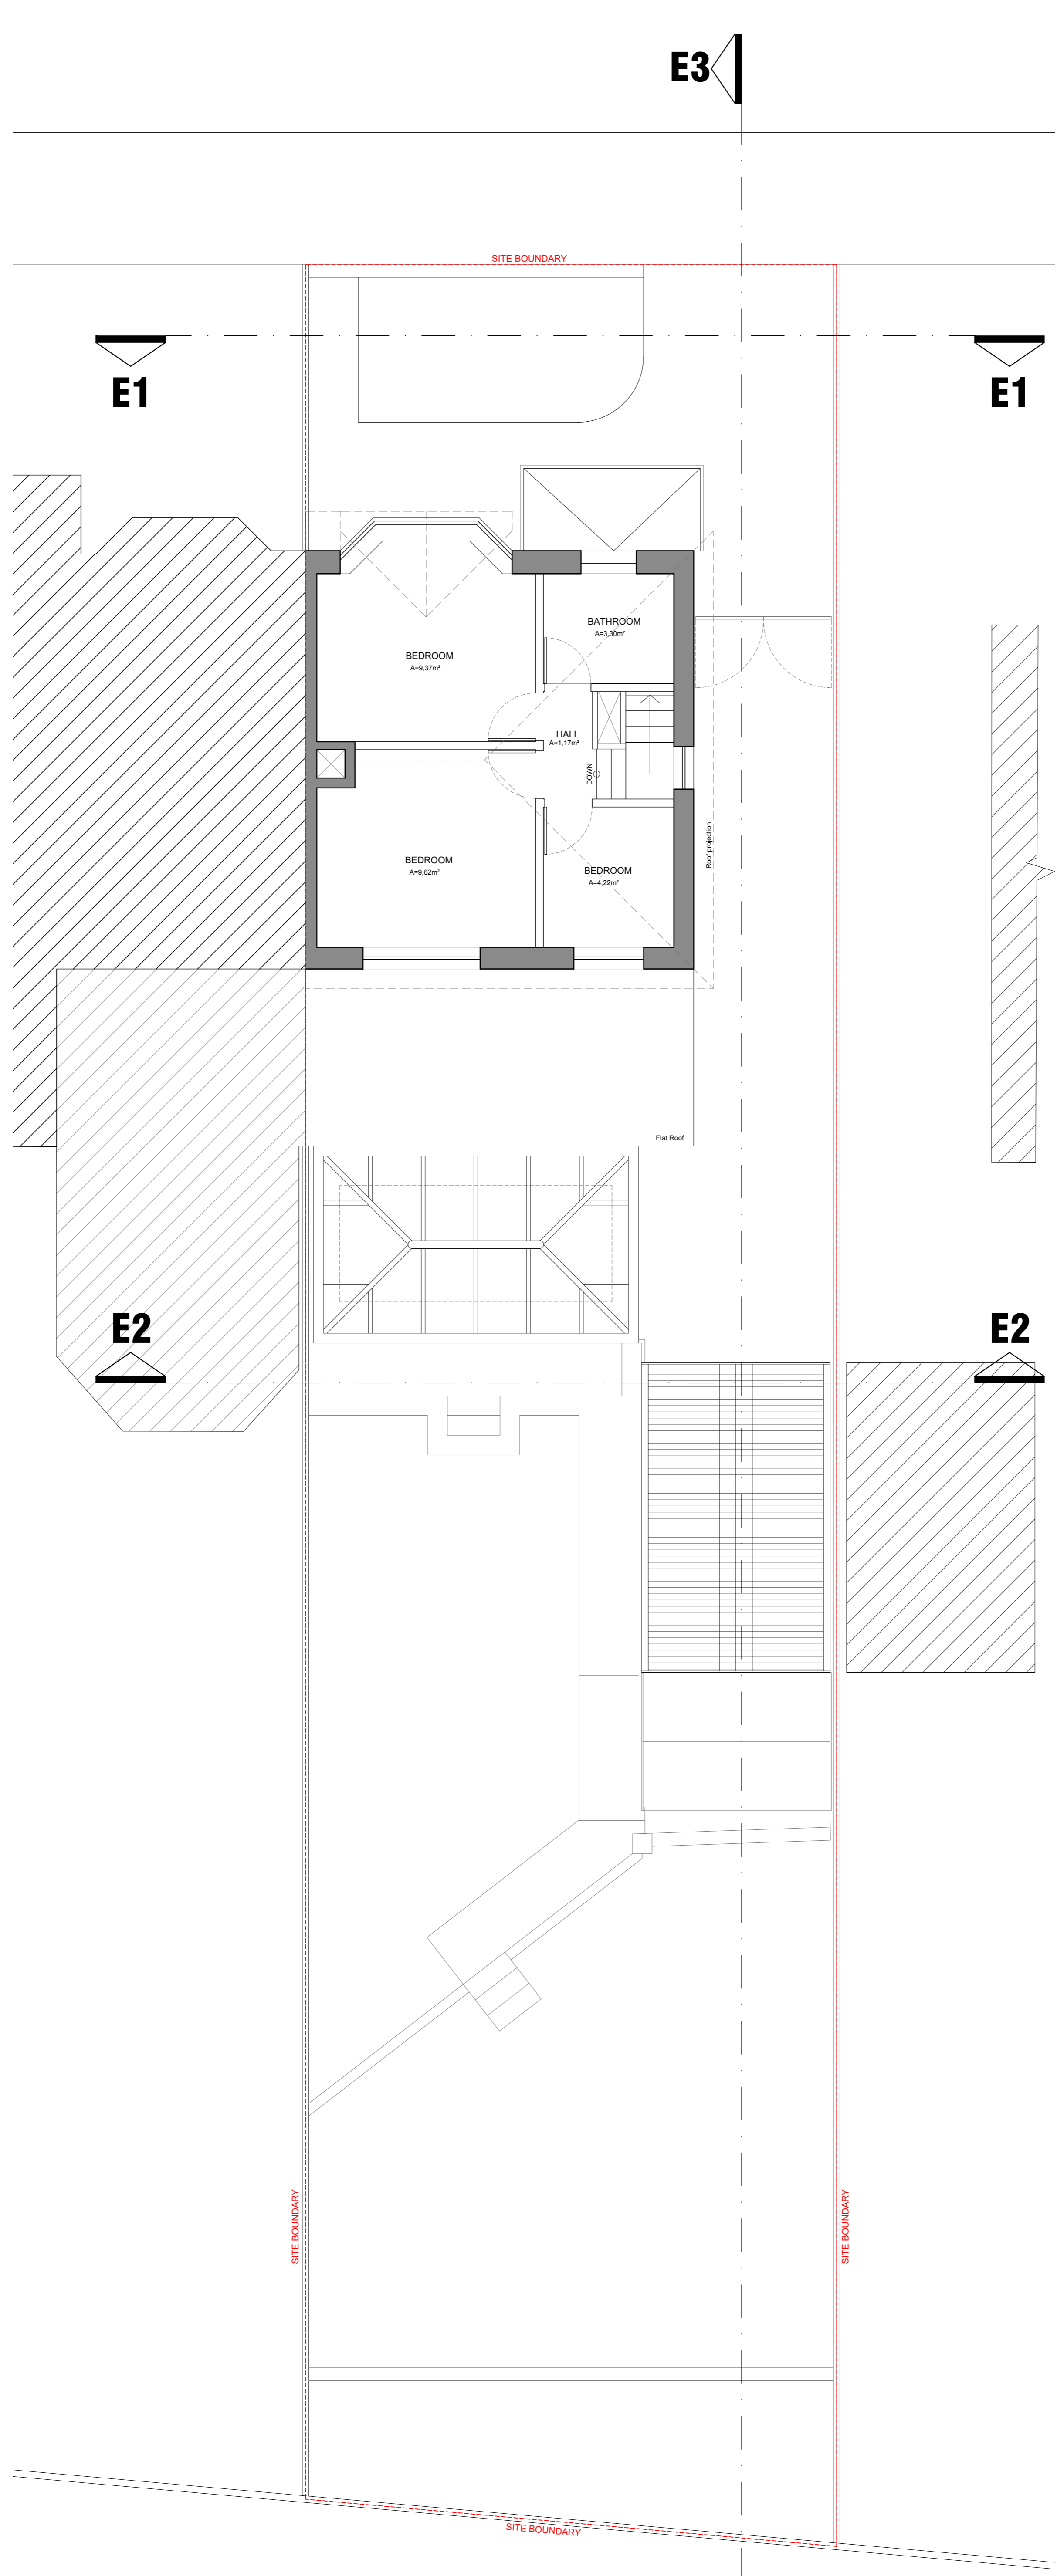 E3
SITE BOUNDARY
E1
E1
BATHROOM
A=3,30m²
BEDROOM
A=9,37m²
HALL
A=1,17m²
DOWN
Roof projection
BEDROOM
A=9,62m²
BEDROOM
A=4,22m²
Flat Roof
E2
E2
SITE BOUNDARY
SITE BOUNDARY
SITE BOUNDARY